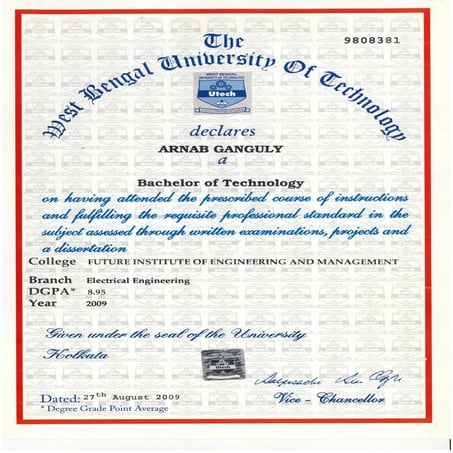 The
West Bengal University Of Technology
9808381
WEST BENGAL
UNIVERSITY OF TECHNOLOGY
Utech
declares
ARNAB GANGULY
a
Bachelor of Technology
on having attended the prescribed course of instructions
and fulfilling the requisite professional standard in the
subject assessed through written examinations, projects and
a dissertation
College FUTURE INSTITUTE OF ENGINEERING AND MANAGEMENT
Branch Electrical Engineering
DGPA* 8.95
Year 2009
Given under the seal of the University
Kolkata
Utech
Dated: 27th August 2009
Vice - Chancellor
* Degree Grade Point Average